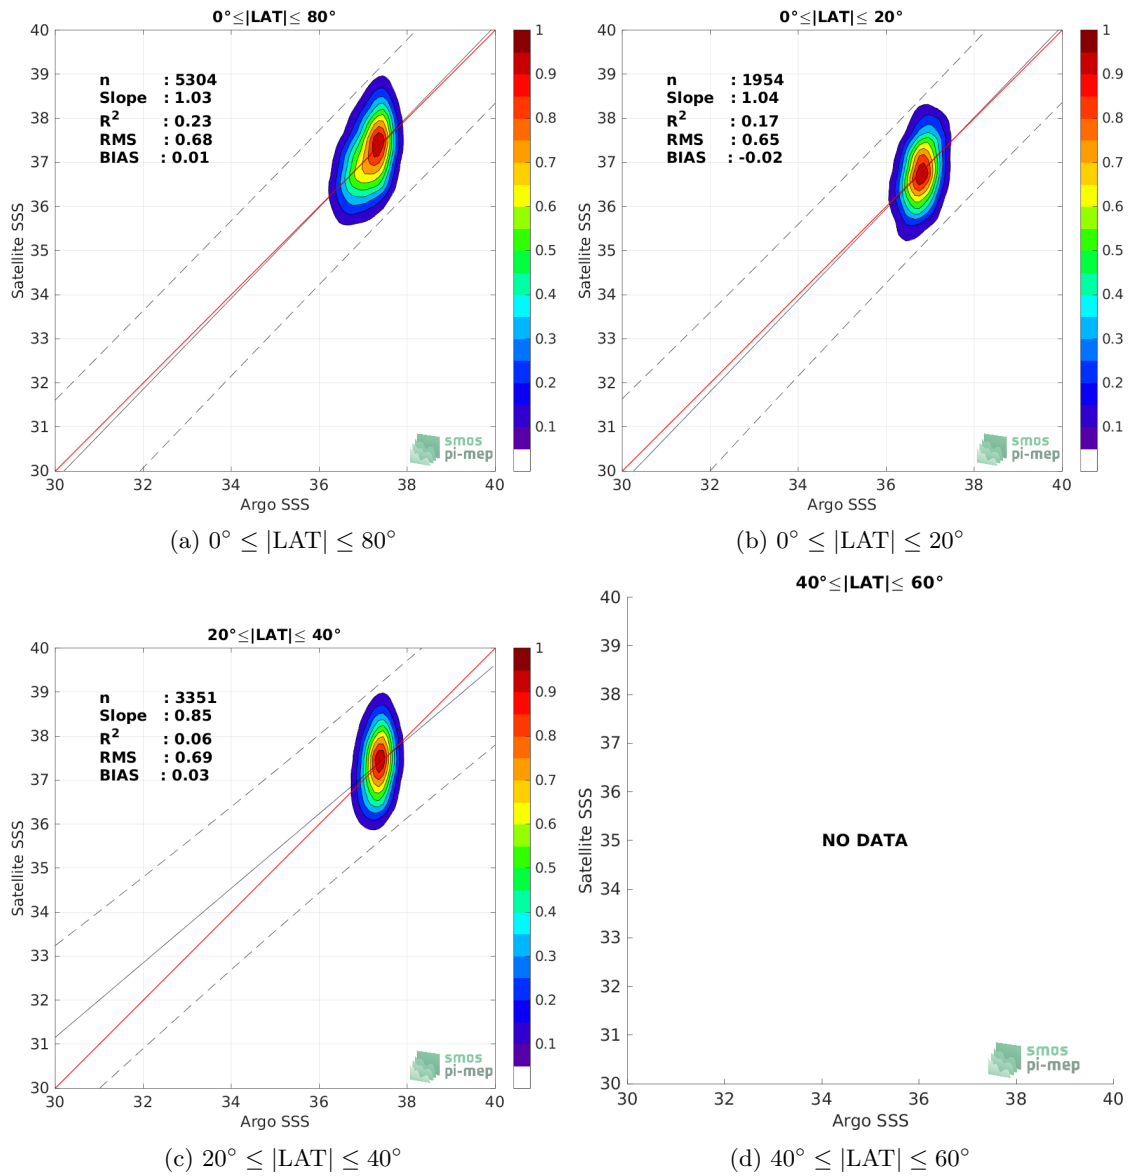 0°≤|LAT|≤ 80°
n : 5304
Slope : 1.03
R2 : 0.23
RMS : 0.68
BIAS : 0.01
40
39
38
37
36
35
34
33
32
31
30
Satellite SSS
30 32 34 36 38 40
Argo SSS
1
0.9
0.8
0.7
0.6
0.5
0.4
0.3
0.2
0.1
smos
pi-mep
(a) 0° ≤ |LAT| ≤ 80°
0°≤|LAT|≤ 20°
n : 1954
Slope : 1.04
R2 : 0.17
RMS : 0.65
BIAS : -0.02
40
39
38
37
36
35
34
33
32
31
30
Satellite SSS
30 32 34 36 38 40
Argo SSS
1
0.9
0.8
0.7
0.6
0.5
0.4
0.3
0.2
0.1
smos
pi-mep
(b) 0° ≤ |LAT| ≤ 20°
20°≤|LAT|≤ 40°
n : 3351
Slope : 0.85
R2 : 0.06
RMS : 0.69
BIAS : 0.03
40
39
38
37
36
35
34
33
32
31
30
Satellite SSS
30 32 34 36 38 40
Argo SSS
1
0.9
0.8
0.7
0.6
0.5
0.4
0.3
0.2
0.1
smos
pi-mep
(c) 20° ≤ |LAT| ≤ 40°
40°≤|LAT|≤ 60°
40
39
38
37
36
35
34
33
32
31
30
Satellite SSS
NO DATA
30 32 34 36 38 40
Argo SSS
smos
pi-mep
(d) 40° ≤ |LAT| ≤ 60°